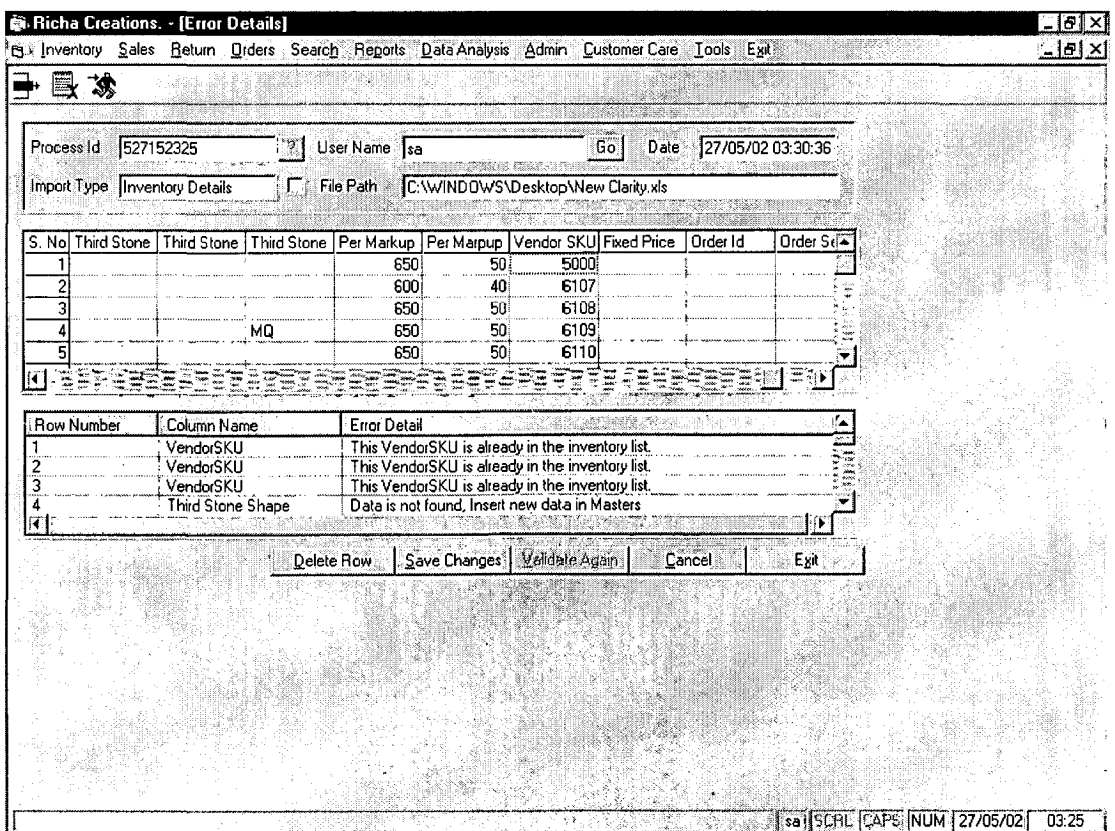 Richa Creations. - [Error Details]
Inventory Sales Return Orders Search Reports Data Analysis Admin Customer Care Tools Exit
Process Id 527152325 ? User Name sa Go Date 27/05/02 03:30:36
Import Type Inventory Details File Path C:\WINDOWS\Desktop\New Clarity.xls
S. No Third Stone Third Stone Third Stone Per Markup Per Marpup Vendor SKU Fixed Price Order Id Order Se
1 650 50 5000
2 600 40 6107
3 650 50 6108
4 MQ 650 50 6109
5 650 50 6110
Row Number Column Name Error Detail
1 VendorSKU This VendorSKU is already in the inventory list.
2 VendorSKU This VendorSKU is already in the inventory list.
3 VendorSKU This VendorSKU is already in the inventory list.
4 Third Stone Shape Data is not found, Insert new data in Masters
Delete Row Save Changes Validate Again Cancel Exit
sa SCRL CAPS NUM 27/05/02 03:25